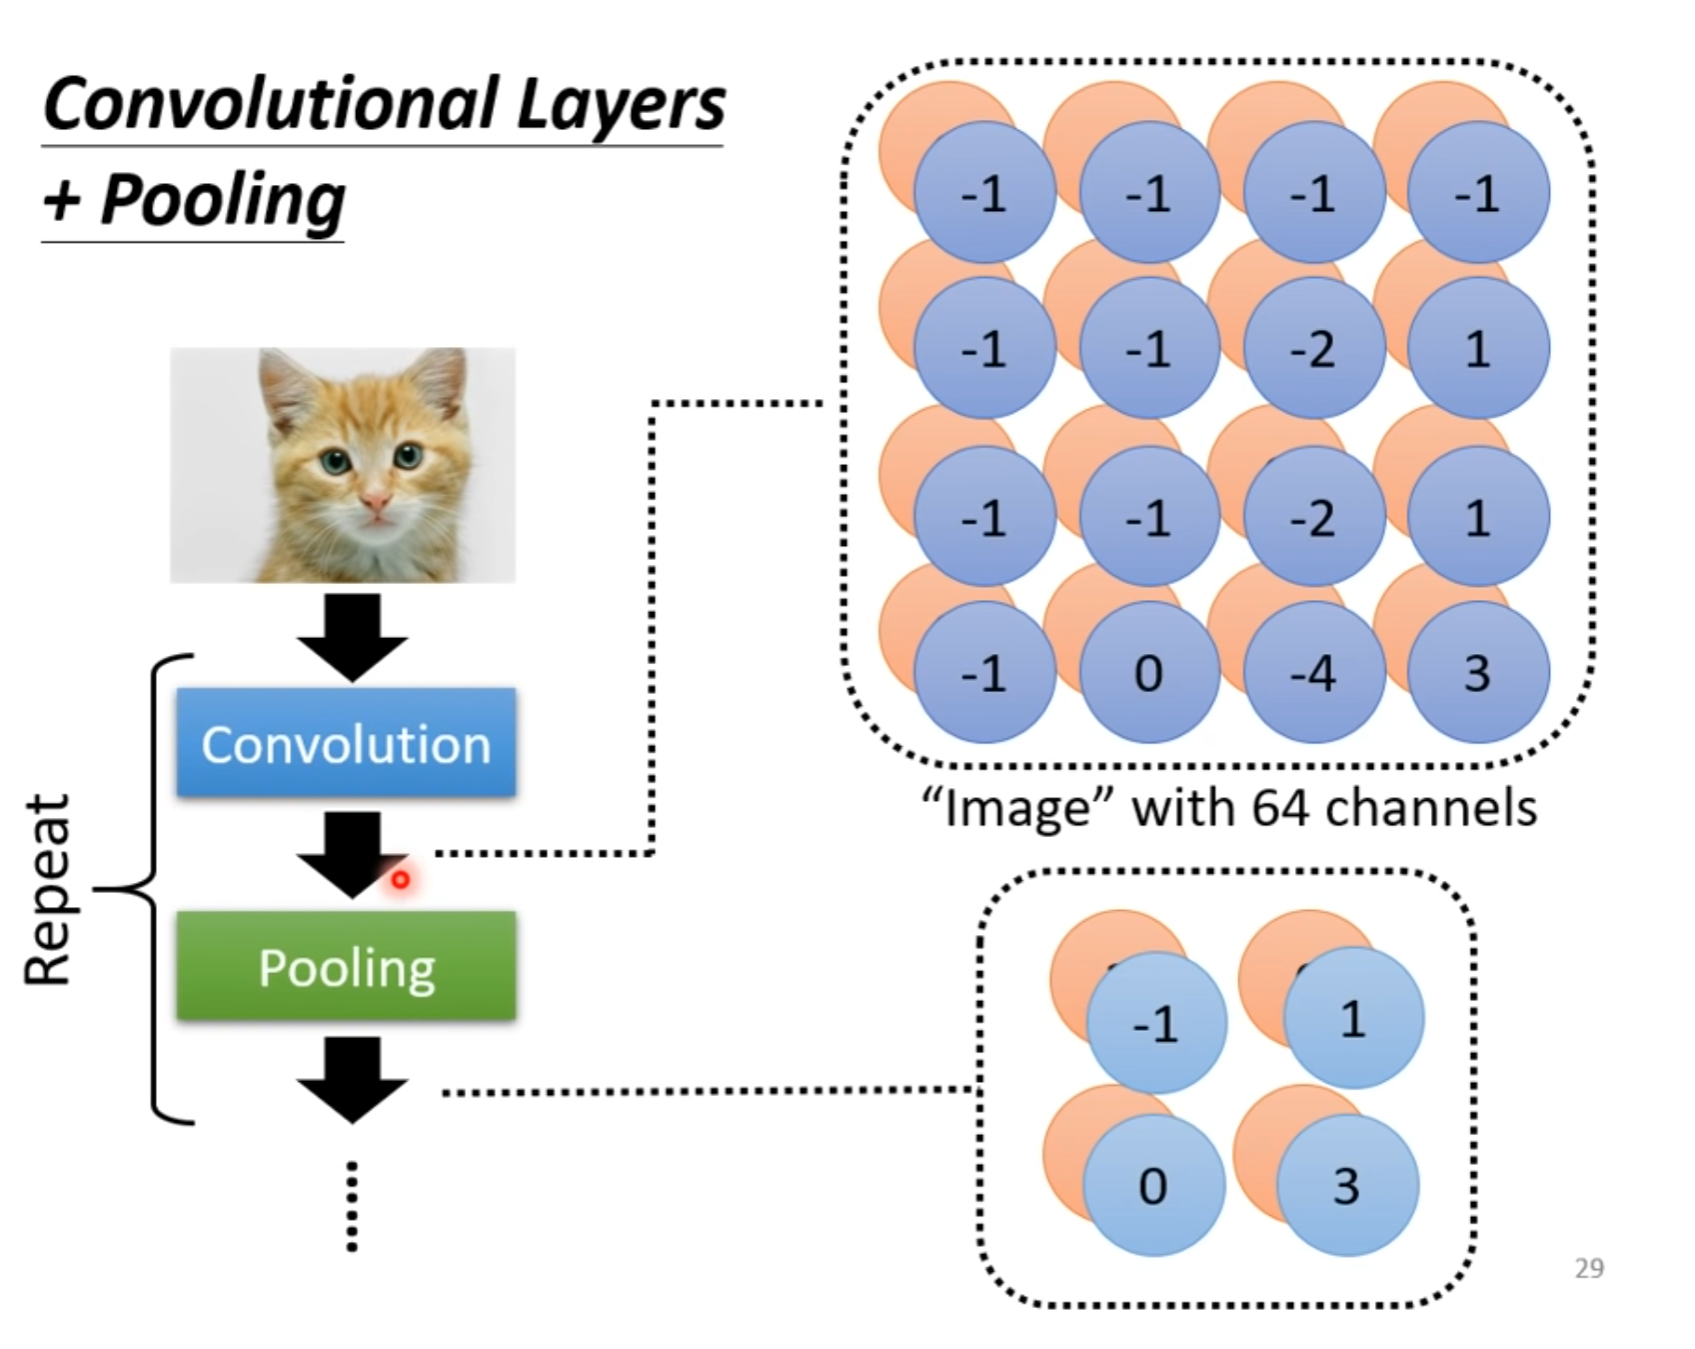 Convolutional Layers
+ Pooling
Repeat
Convolution
Pooling
-1 -1 -1 -1
-1 -1 -2 1
-1 -1 -2 1
-1 0 -4 3
“Image” with 64 channels
-1 1
0 3
29